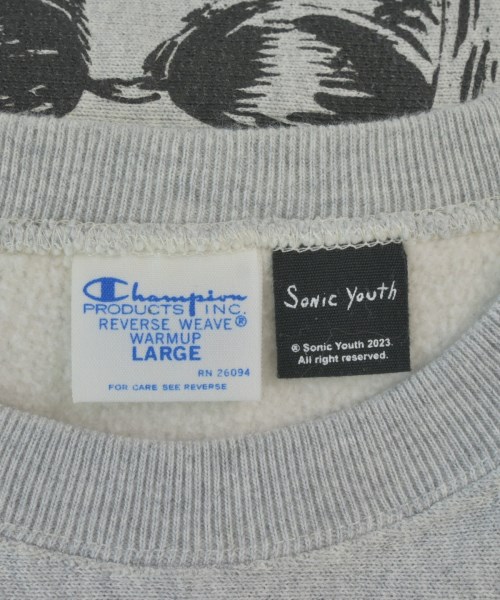 Champion
PRODUCTS INC.
REVERSE WEAVE®
WARMUP
LARGE
RN 26094
FOR CARE SEE REVERSE
Sonic Youth
® Sonic Youth 2023.
All right reserved.